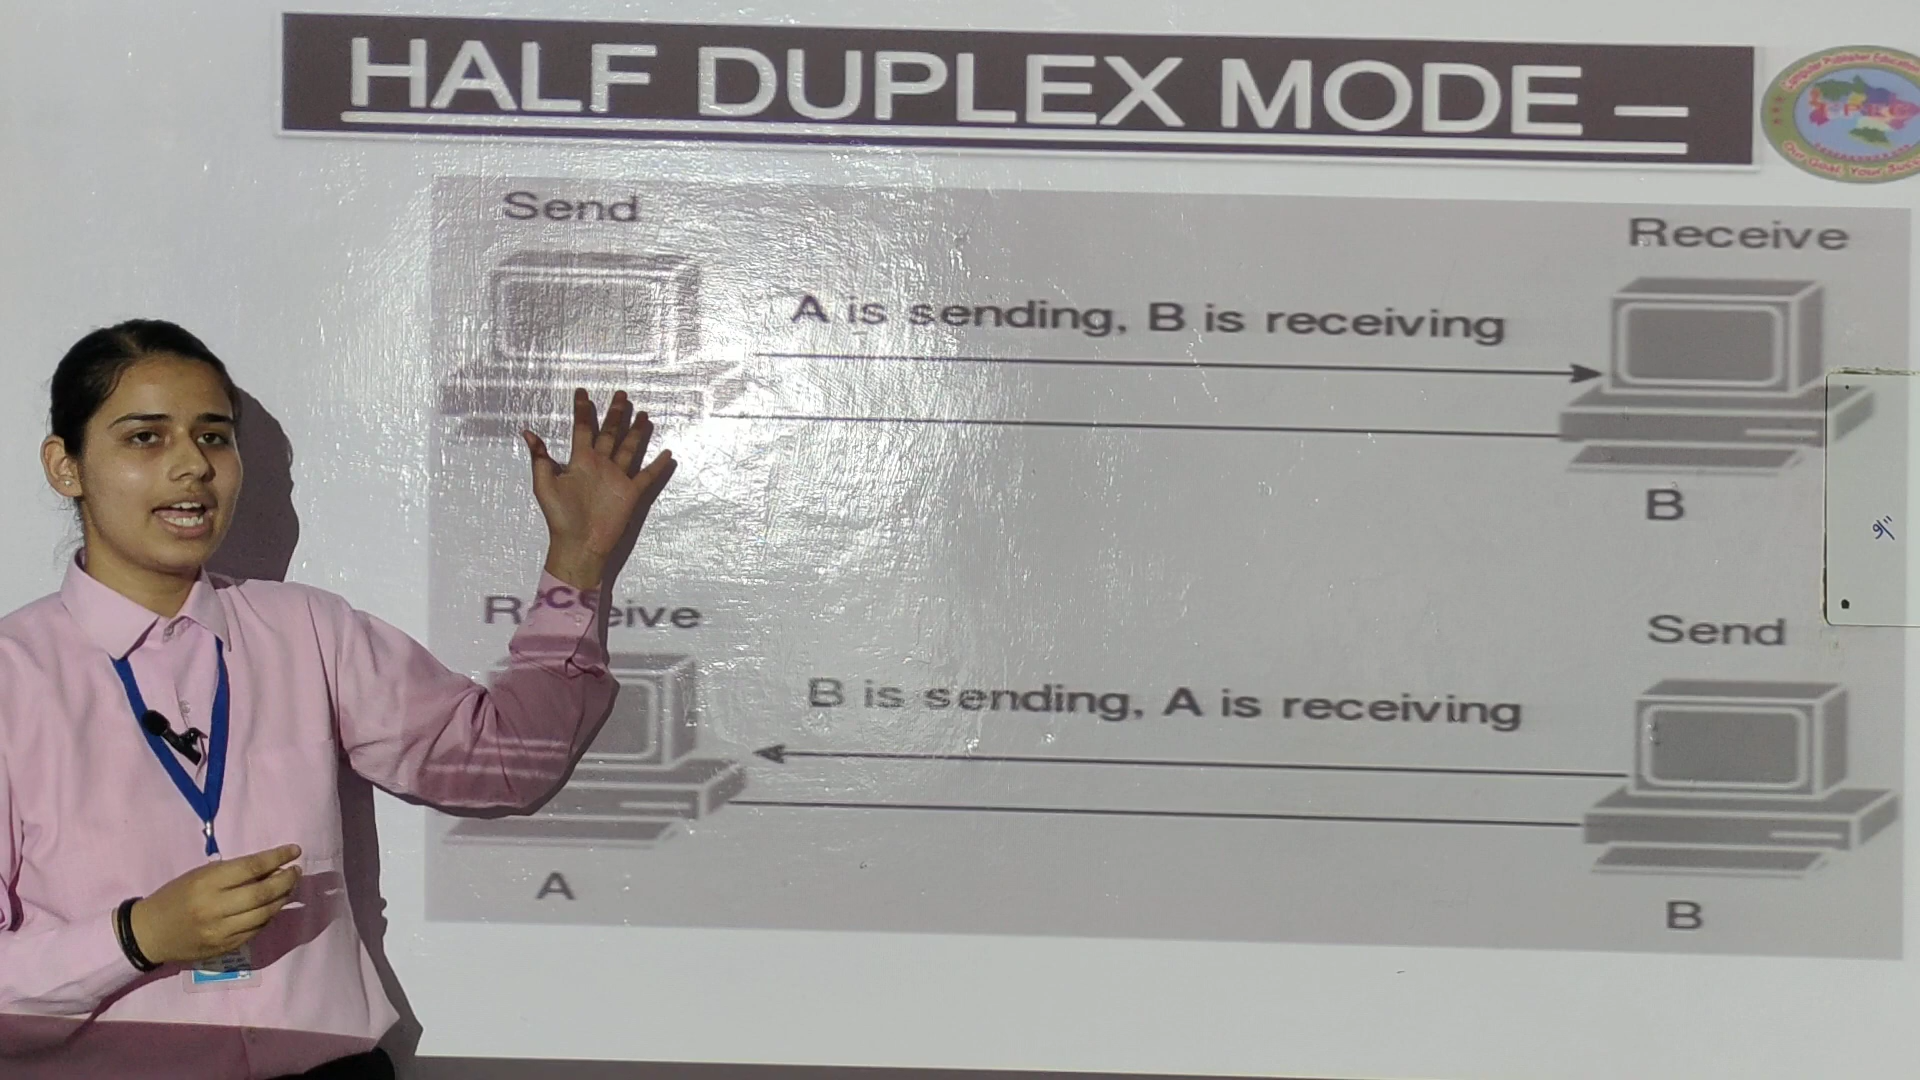 HALF DUPLEX MODE –
Send
Receive
A is sending, B is receiving
B
Receive
Send
B is sending, A is receiving
A
B